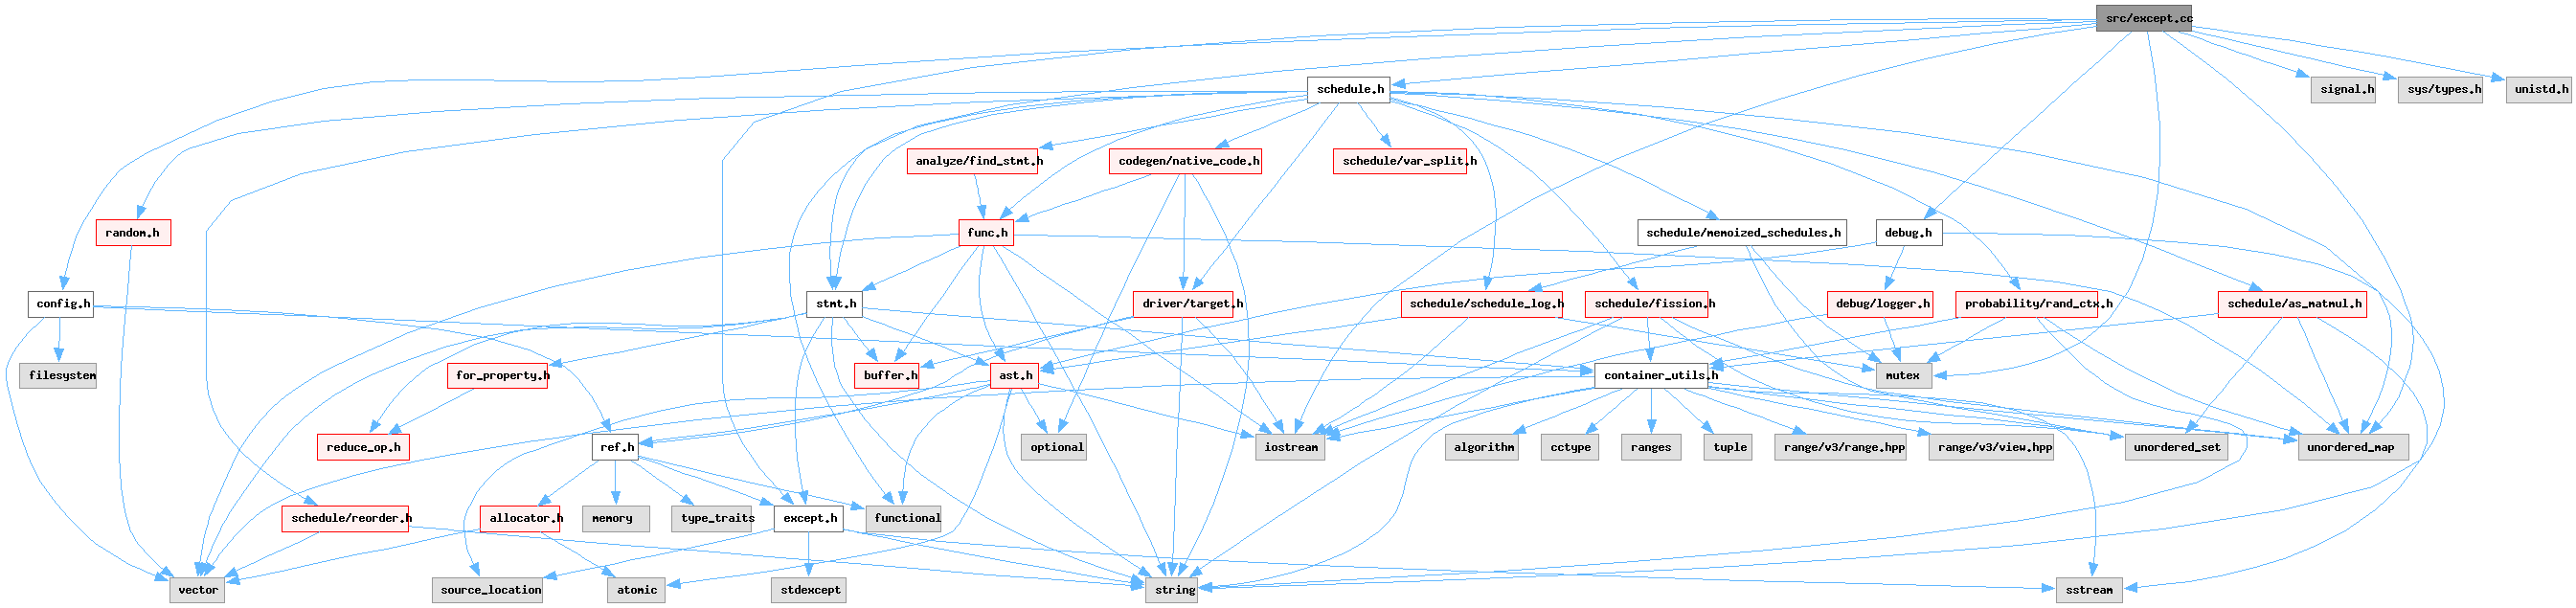 src/except.cc
schedule.h
signal.h
sys/types.h
unistd.h
analyze/find_stmt.h
codegen/native_code.h
schedule/var_split.h
random.h
func.h
schedule/memoized_schedules.h
debug.h
config.h
stmt.h
driver/target.h
schedule/schedule_log.h
schedule/fission.h
debug/logger.h
probability/rand_ctx.h
schedule/as_matmul.h
filesystem
for_property.h
buffer.h
ast.h
container_utils.h
mutex
reduce_op.h
ref.h
optional
iostream
algorithm
cctype
ranges
tuple
range/v3/range.hpp
range/v3/view.hpp
unordered_set
unordered_map
schedule/reorder.h
allocator.h
memory
type_traits
except.h
functional
vector
source_location
atomic
stdexcept
string
sstream